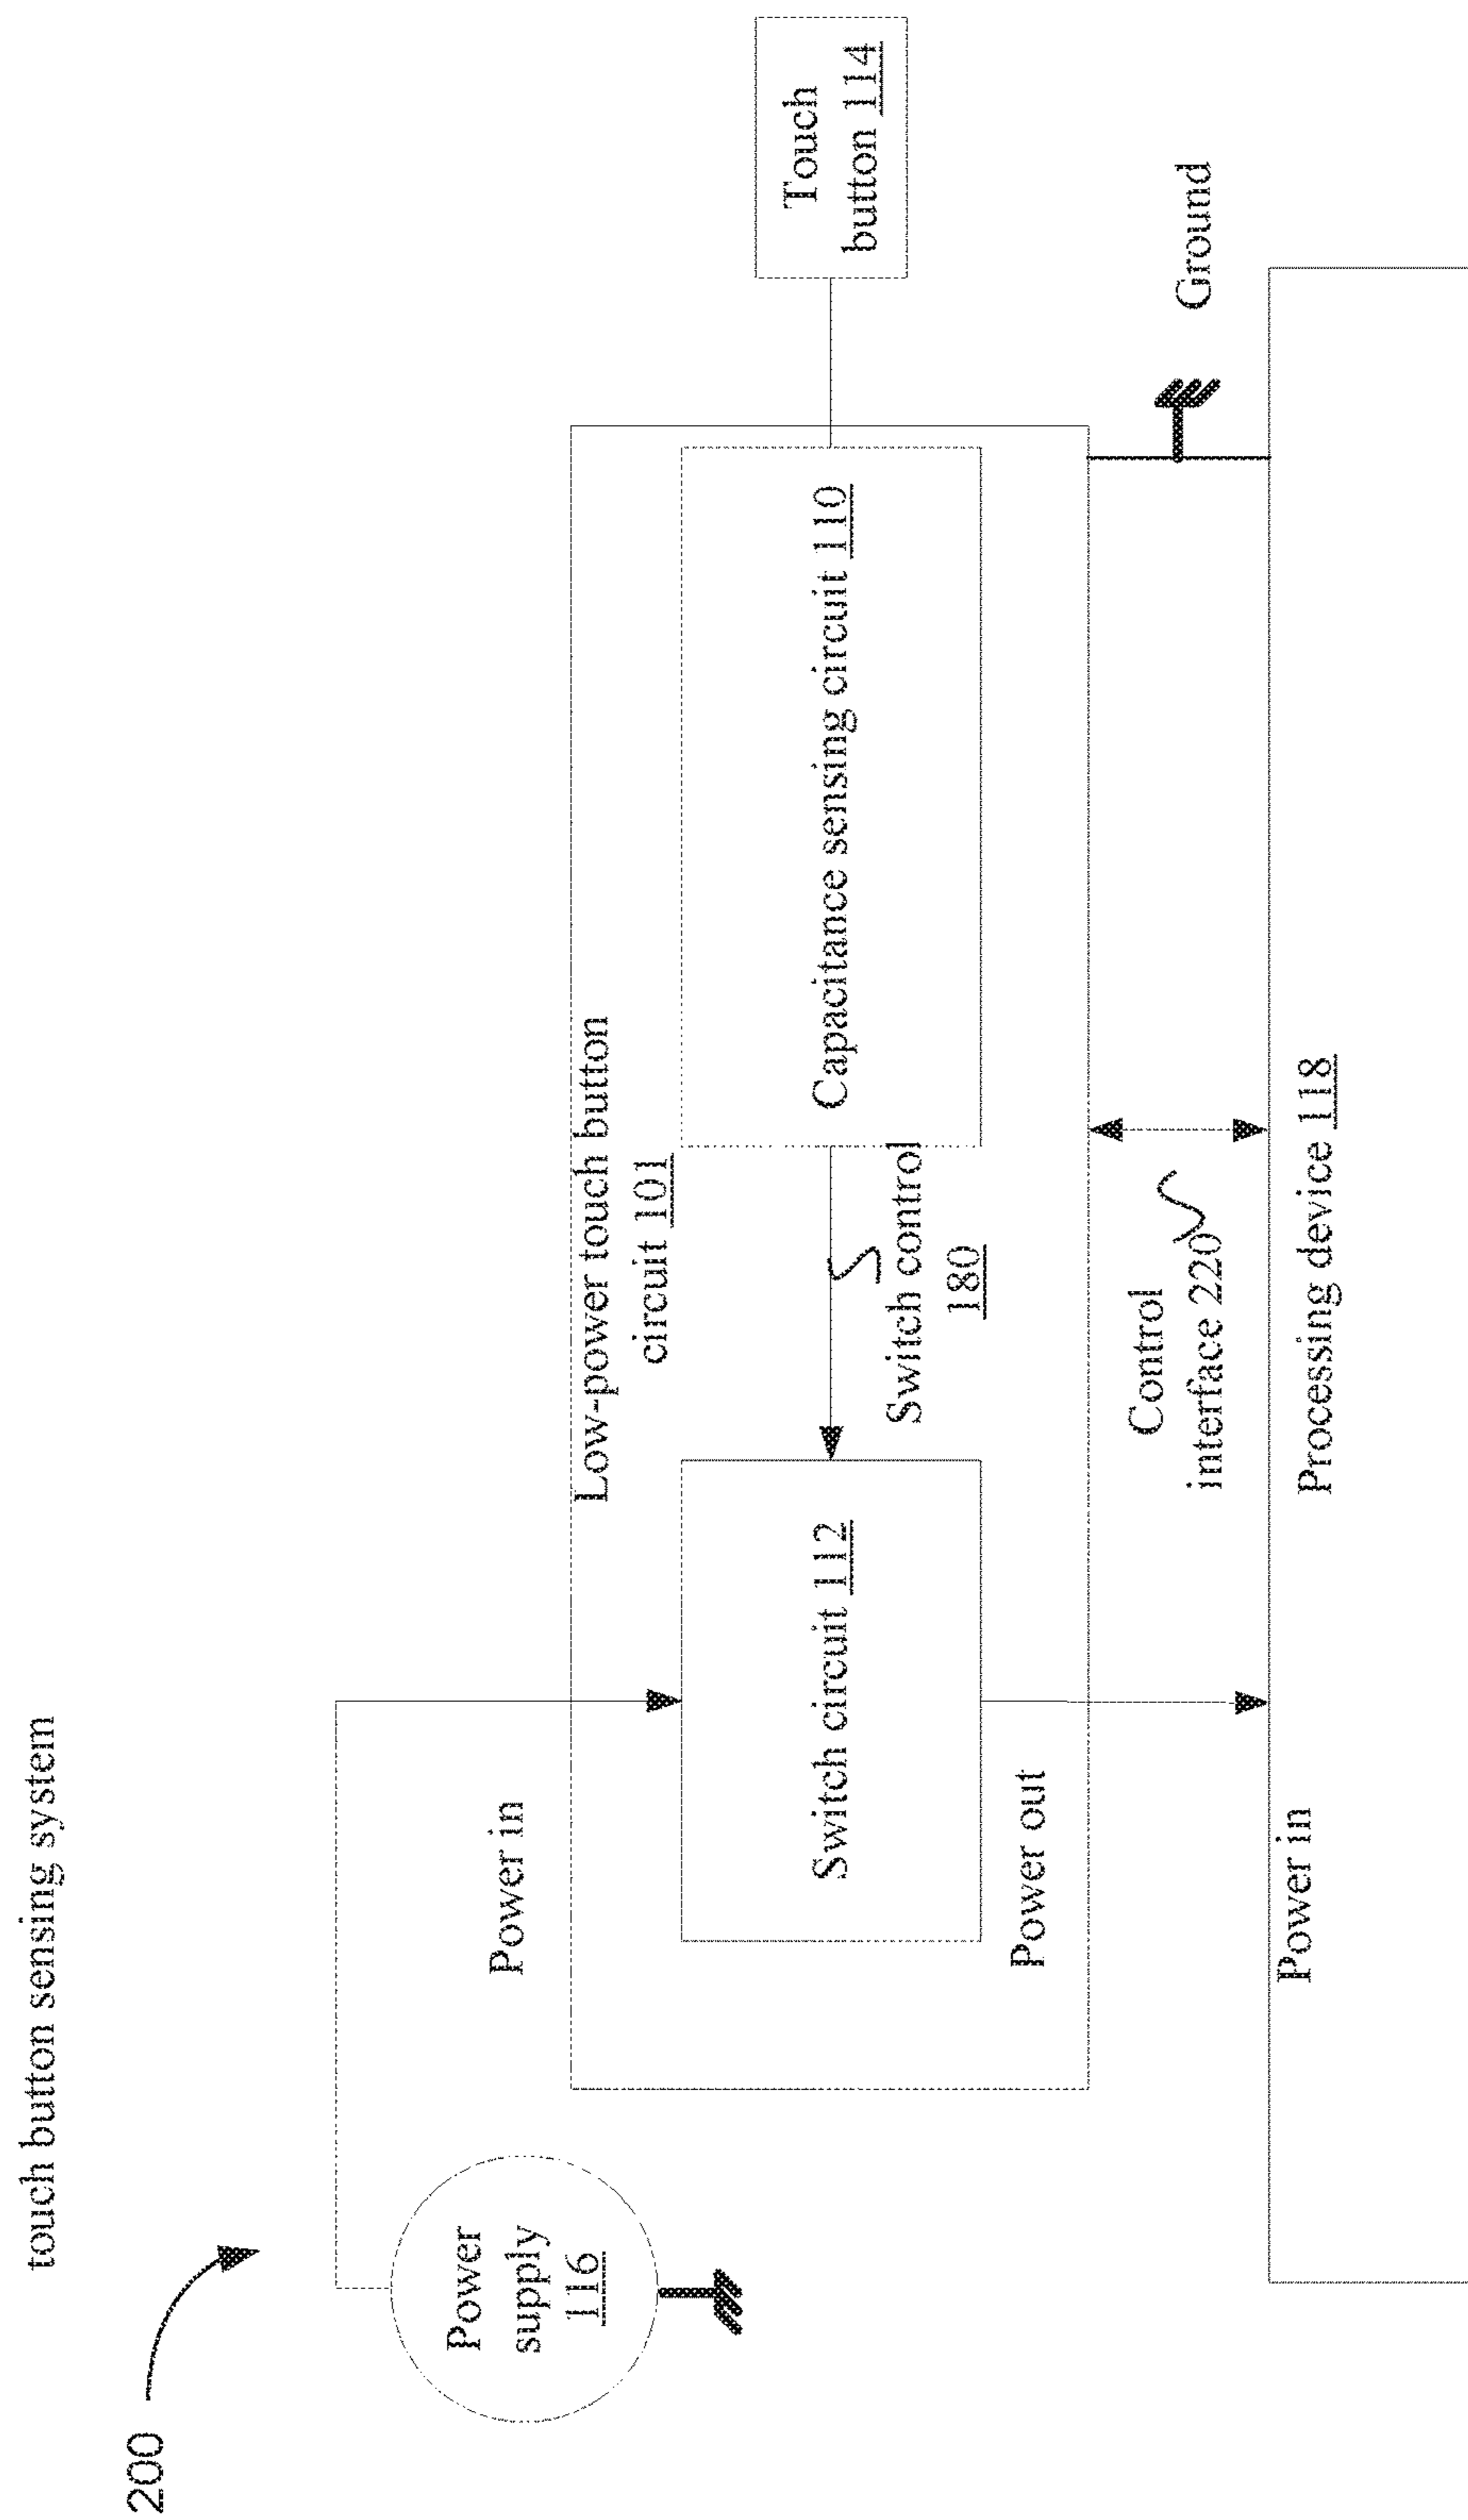 touch button sensing system
200
Power
supply
116
Power in
Low-power touch button
circuit 101
Switch circuit 112
Switch control
180
Capacitance sensing circuit 110
Touch
button 114
Power out
Control
interface 220
Ground
Power in
Processing device 118